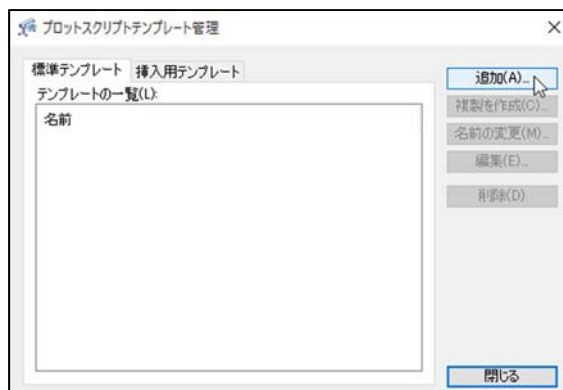 プロットスクリプトテンプレート管理
標準テンプレート 挿入用テンプレート
テンプレートの一覧(L):
名前
追加(A)...
複製を作成(C)...
名前の変更(M)...
編集(E)...
削除(D)
閉じる